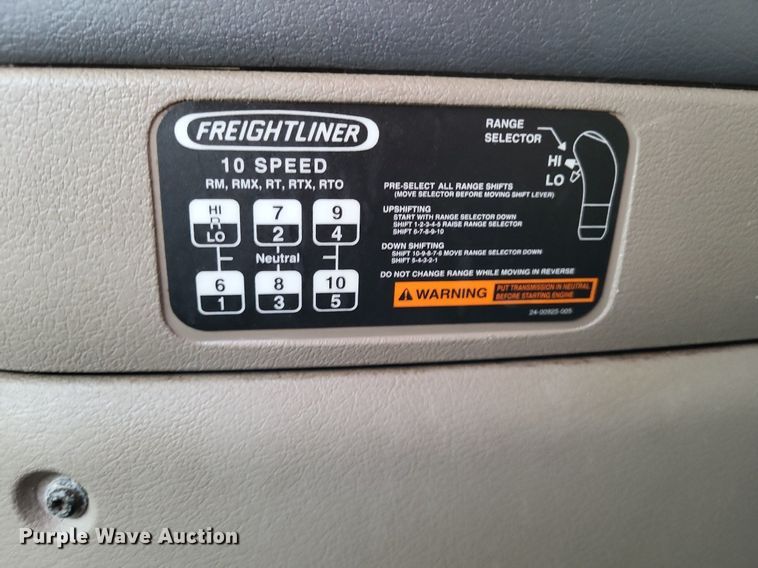 FREIGHTLINER
10 SPEED
RM, RMX, RT, RTX, RTO
HI 7 9
R
LO 2 4
Neutral
6 8 10
1 3 5
RANGE
SELECTOR
HI
LO
PRE-SELECT ALL RANGE SHIFTS
(MOVE SELECTOR BEFORE MOVING SHIFT LEVER)
UPSHIFTING
START WITH RANGE SELECTOR DOWN
SHIFT 1-2-3-4-5 RAISE RANGE SELECTOR
SHIFT 6-7-8-9-10
DOWN SHIFTING
SHIFT 10-9-8-7-6 MOVE RANGE SELECTOR DOWN
SHIFT 5-4-3-2-1
DO NOT CHANGE RANGE WHILE MOVING IN REVERSE
WARNING
PUT TRANSMISSION IN NEUTRAL
BEFORE STARTING ENGINE
24-00925-005
Purple Wave Auction